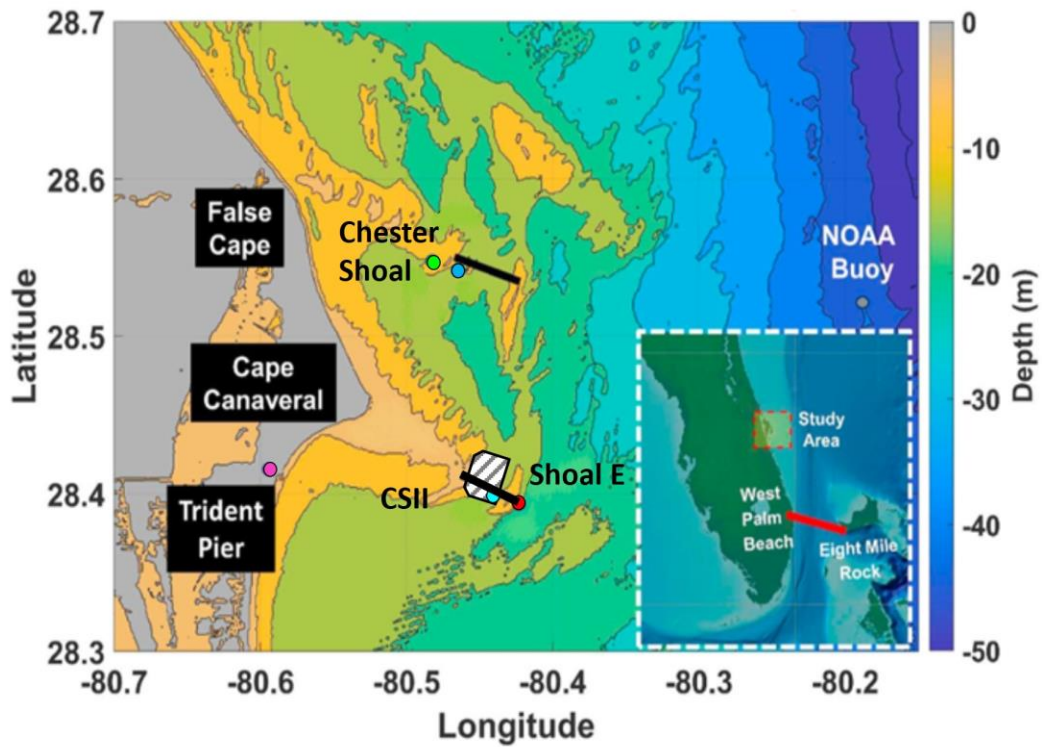 28.7
28.6
28.5
28.4
28.3
Latitude
-80.7
-80.6
-80.5
-80.4
-80.3
-80.2
Longitude
False
Cape
Cape
Canaveral
Trident
Pier
Chester
Shoal
CSII
Shoal E
NOAA
Buoy
Study
Area
West
Palm
Beach
Eight Mile
Rock
0
-10
-20
-30
-40
-50
Depth (m)